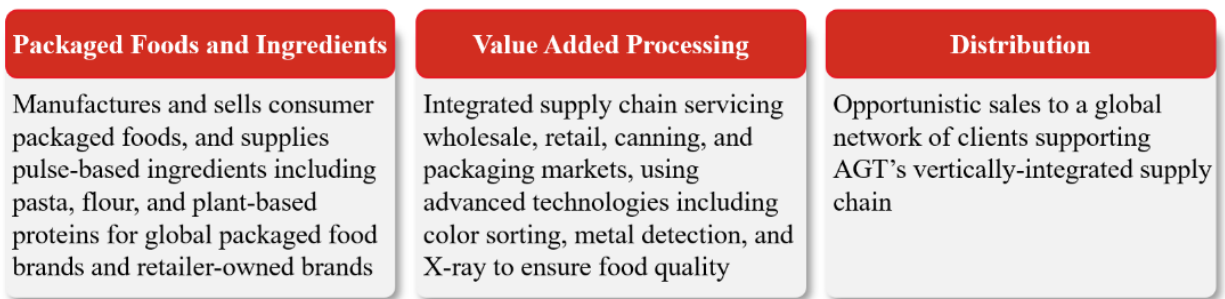 Packaged Foods and Ingredients
Manufactures and sells consumer
packaged foods, and supplies
pulse-based ingredients including
pasta, flour, and plant-based
proteins for global packaged food
brands and retailer-owned brands
Value Added Processing
Integrated supply chain servicing
wholesale, retail, canning, and
packaging markets, using
advanced technologies including
color sorting, metal detection, and
X-ray to ensure food quality
Distribution
Opportunistic sales to a global
network of clients supporting
AGT’s vertically-integrated supply
chain